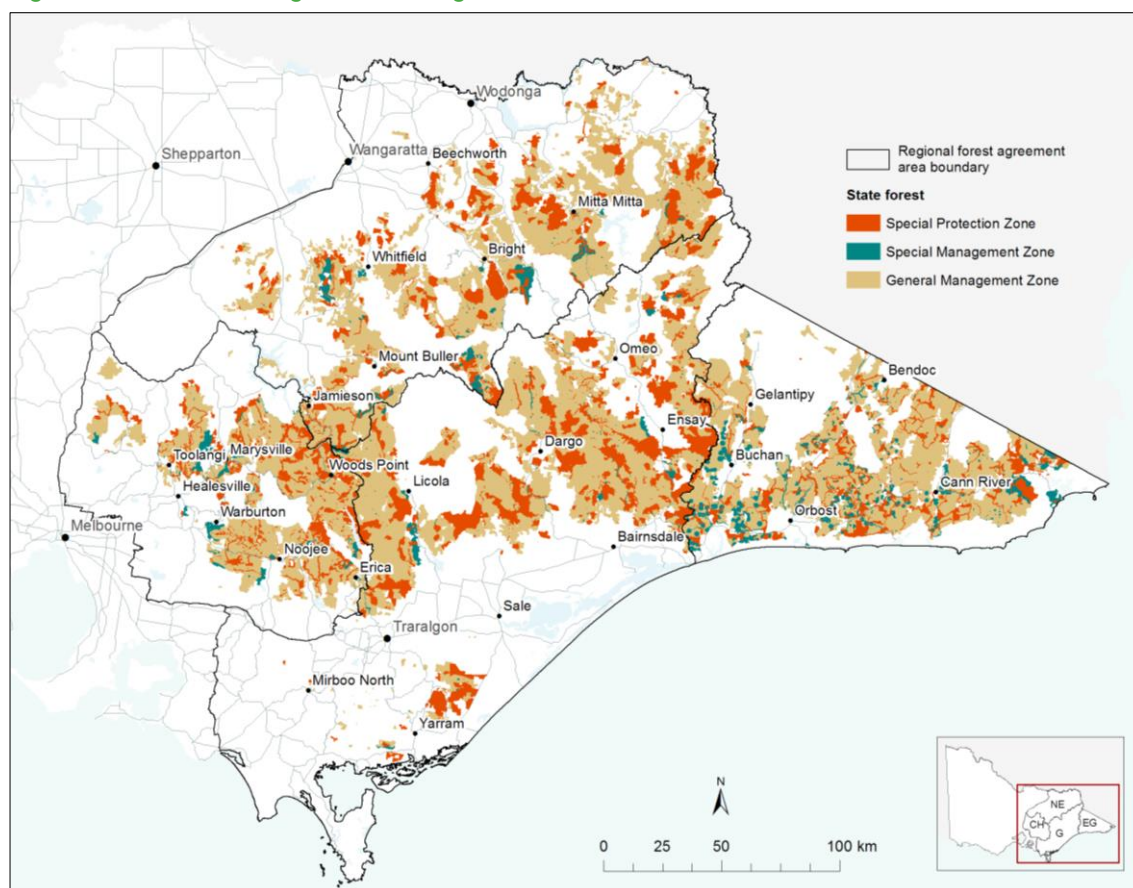 Wodonga
Shepparton
Wangaratta
Beechworth
Regional forest agreement
area boundary
State forest
Special Protection Zone
Special Management Zone
General Management Zone
Mitta Mitta
Whitfield
Bright
Mount Buller
Omeo
Bendoc
Gelantipy
Jamieson
Ensay
Marysville
Dargo
Toolangi
Woods Point
Buchan
Licola
Cann River
Healesville
Warburton
Orbost
Melbourne
Noojee
Bairnsdale
Erica
Sale
Traralgon
Mirboo North
Yarram
N
0 25 50 100 km
NE
CH
G
EG